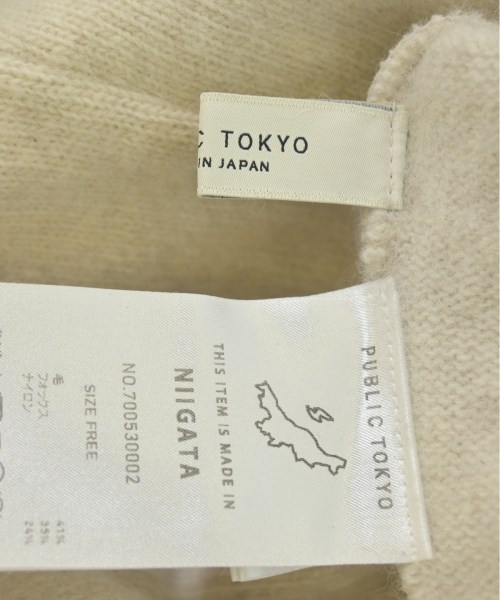 C TOKYO
IN JAPAN
PUBLIC TOKYO
THIS ITEM IS MADE IN
NIIGATA
NO.700530002
SIZE FREE
毛 41%
フォックス 35%
ナイロン 24%